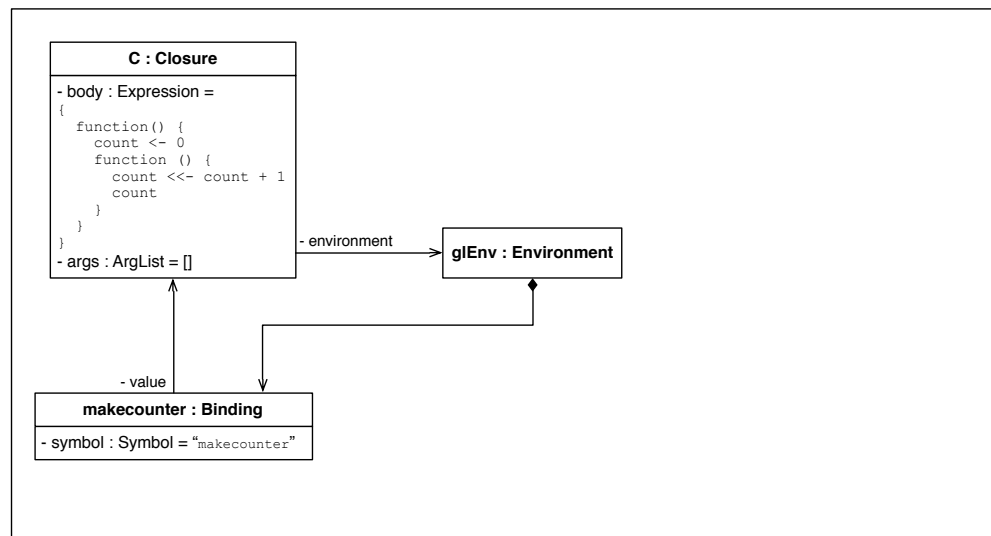 C : Closure
- body : Expression =
{
  function() {
    count <- 0
    function () {
      count <<- count + 1
      count
    }
  }
}
- args : ArgList = []
- environment
glEnv : Environment
- value
makecounter : Binding
- symbol : Symbol = “makecounter”